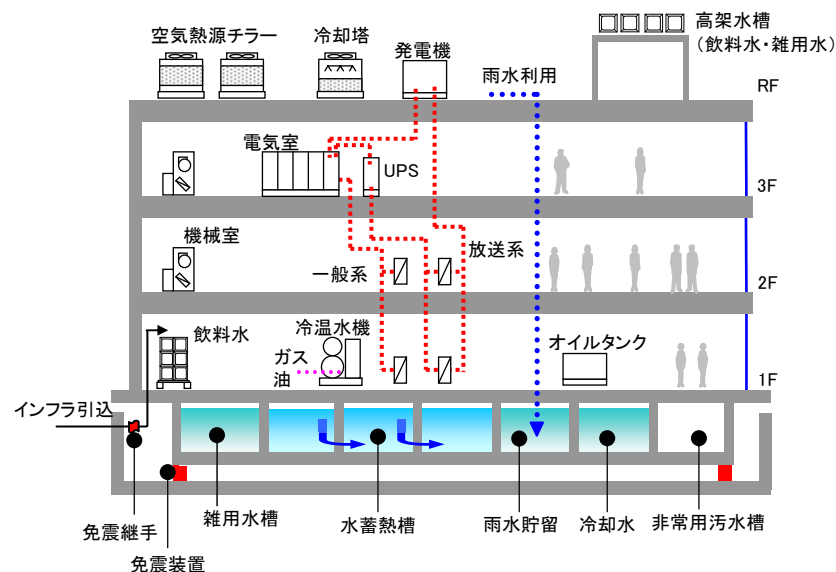 空気熱源チラー
冷却塔
発電機
雨水利用
高架水槽
（飲料水・雑用水）
RF
電気室
UPS
3F
機械室
一般系
放送系
2F
飲料水
冷温水機
ガス
油
オイルタンク
1F
インフラ引込
免震継手
免震装置
雑用水槽
水蓄熱槽
雨水貯留
冷却水
非常用汚水槽